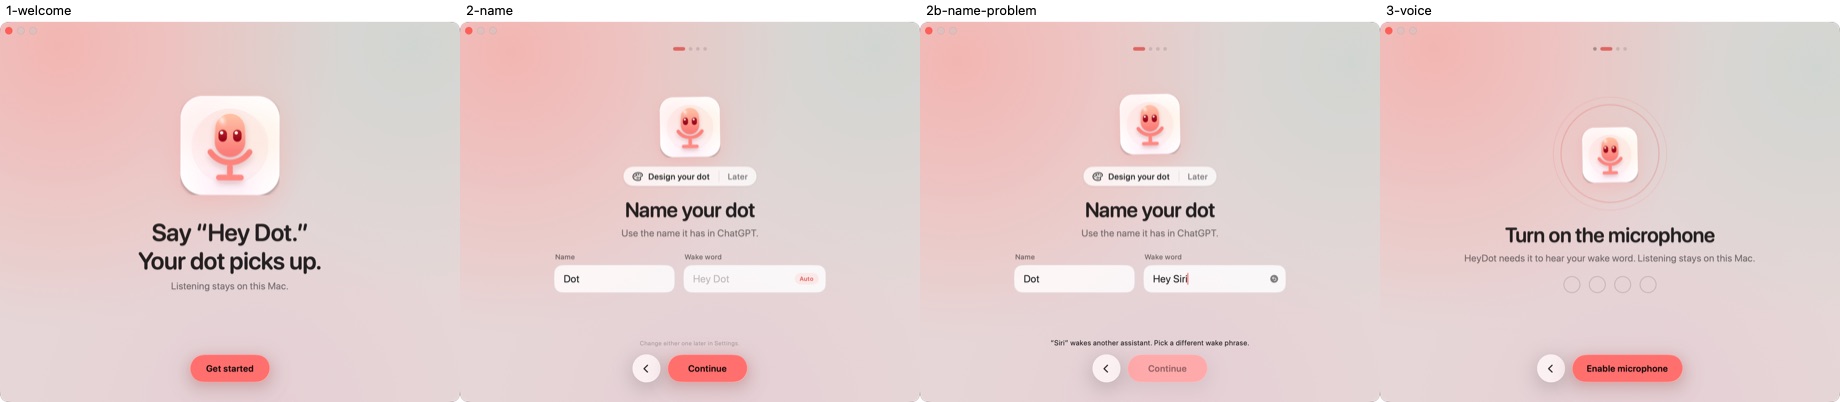 1-welcome
Say "Hey Dot."
Your dot picks up.
Listening stays on this Mac.
Get started
2-name
Design your dot Later
Name your dot
Use the name it has in ChatGPT.
Name Wake word
Dot Hey Dot Auto
Change either one later in Settings.
Continue
2b-name-problem
Design your dot Later
Name your dot
Use the name it has in ChatGPT.
Name Wake word
Dot Hey Siri
"Siri" wakes another assistant. Pick a different wake phrase.
Continue
3-voice
Turn on the microphone
HeyDot needs it to hear your wake word. Listening stays on this Mac.
Enable microphone